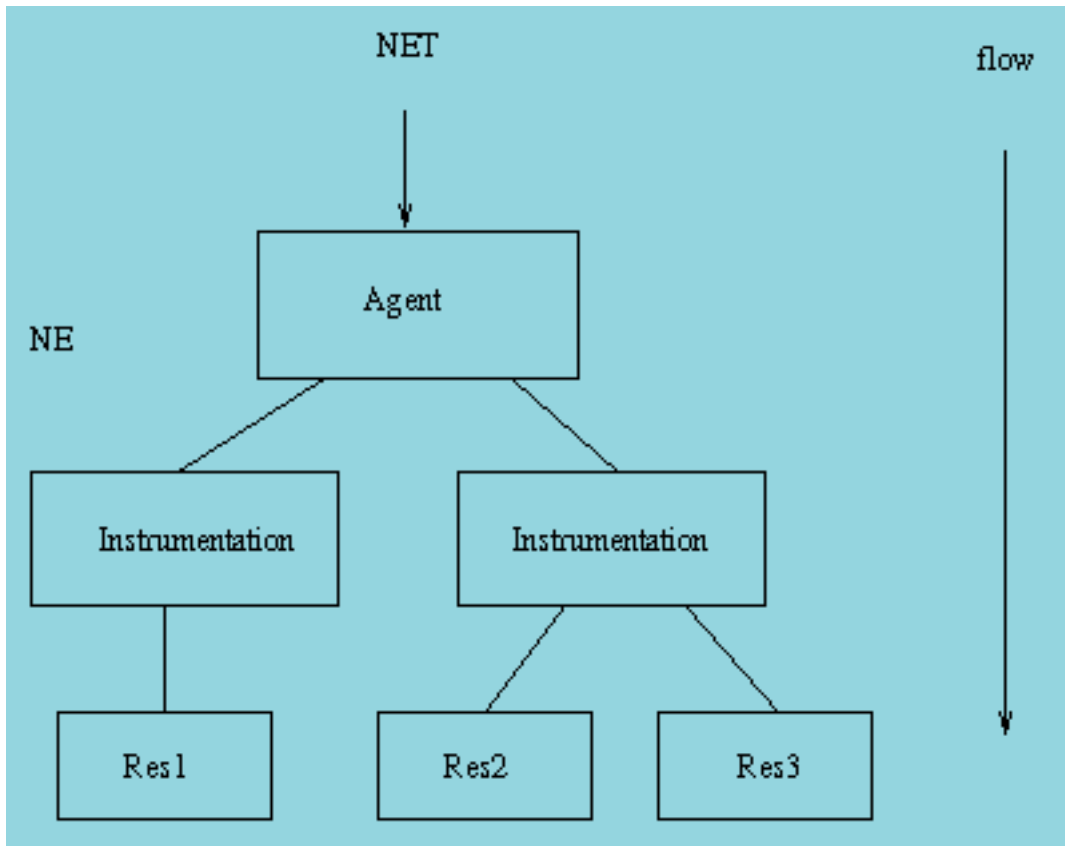 NET
flow
Agent
NE
Instrumentation
Instrumentation
Res1
Res2
Res3